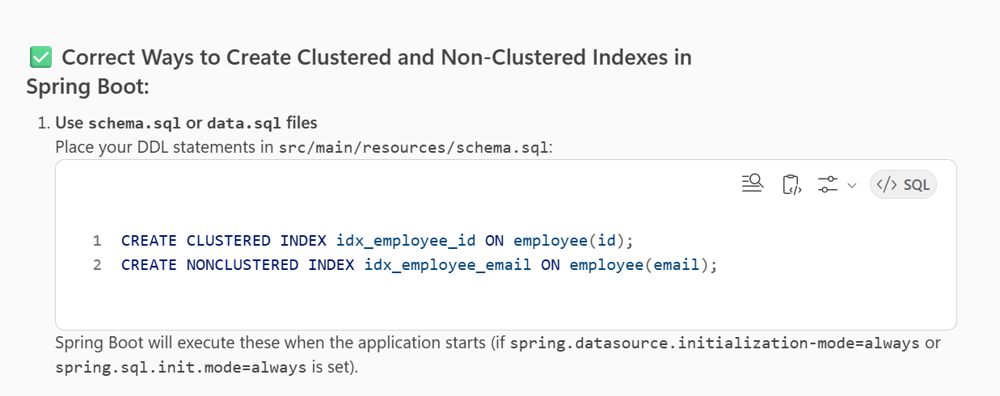 ✅ Correct Ways to Create Clustered and Non-Clustered Indexes in
Spring Boot:
1. Use schema.sql or data.sql files
Place your DDL statements in src/main/resources/schema.sql:
</> SQL
1 CREATE CLUSTERED INDEX idx_employee_id ON employee(id);
2 CREATE NONCLUSTERED INDEX idx_employee_email ON employee(email);
Spring Boot will execute these when the application starts (if spring.datasource.initialization-mode=always or
spring.sql.init.mode=always is set).